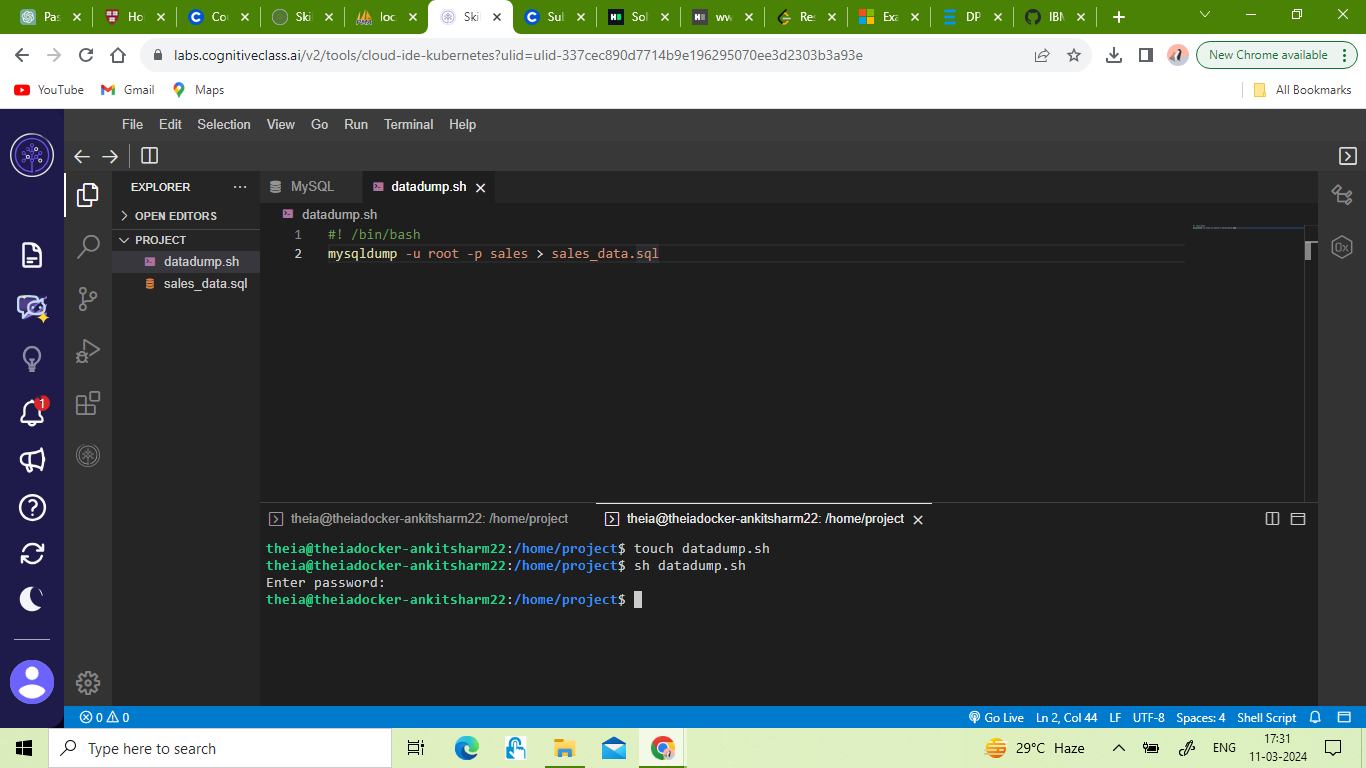 Pas
Ho
Cou
Skil
loc
Ski
Sul
Sol
ww
Re
Exa
DP
IBM
labs.cognitiveclass.ai/v2/tools/cloud-ide-kubernetes?ulid=ulid-337cec890d7714b9e196295070ee3d2303b3a93e
New Chrome available
YouTube
Gmail
Maps
All Bookmarks
File Edit Selection View Go Run Terminal Help
EXPLORER
OPEN EDITORS
PROJECT
datadump.sh
sales_data.sql
MySQL
datadump.sh
datadump.sh
1 #! /bin/bash
2 mysqldump -u root -p sales > sales_data.sql
1
theia@theiadocker-ankitsharm22: /home/project
theia@theiadocker-ankitsharm22: /home/project
theia@theiadocker-ankitsharm22:/home/project$ touch datadump.sh
theia@theiadocker-ankitsharm22:/home/project$ sh datadump.sh
Enter password:
theia@theiadocker-ankitsharm22:/home/project$
0 0
Go Live
Ln 2, Col 44
LF
UTF-8
Spaces: 4
Shell Script
Type here to search
29°C Haze
ENG
17:31
11-03-2024